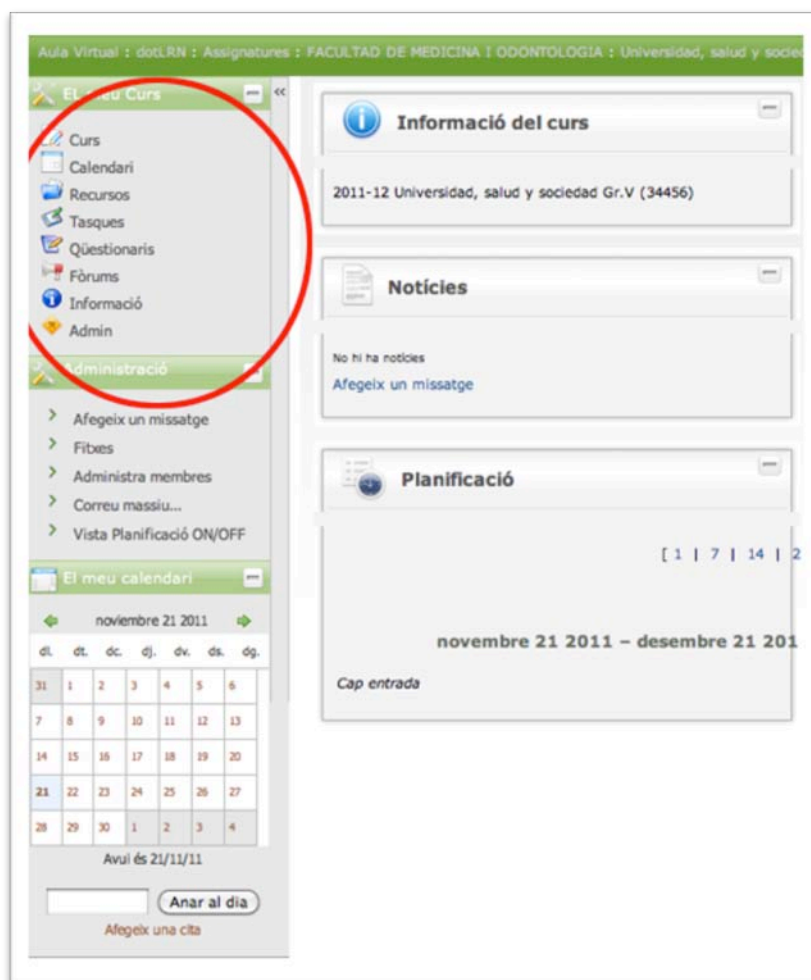 Aula Virtual : dotLRN : Assignatures : FACULTAD DE MEDICINA I ODONTOLOGIA : Universidad, salud y socie
EL meu Curs
Curs
Calendari
Recursos
Tasques
Qüestionaris
Fòrums
Informació
Admin
Administració
Afegeix un missatge
Fitxes
Administra membres
Correu massiu...
Vista Planificació ON/OFF
El meu calendari
noviembre 21 2011
dl. dt. dc. dj. dv. ds. dg.
31 1 2 3 4 5 6
7 8 9 10 11 12 13
14 15 16 17 18 19 20
21 22 23 24 25 26 27
28 29 30 1 2 3 4
Avui és 21/11/11
Anar al dia
Afegeix una cita
«
Informació del curs
2011-12 Universidad, salud y sociedad Gr.V (34456)
Notícies
No hi ha notícies
Afegeix un missatge
Planificació
[ 1 | 7 | 14 | 2
novembre 21 2011 – desembre 21 201
Cap entrada